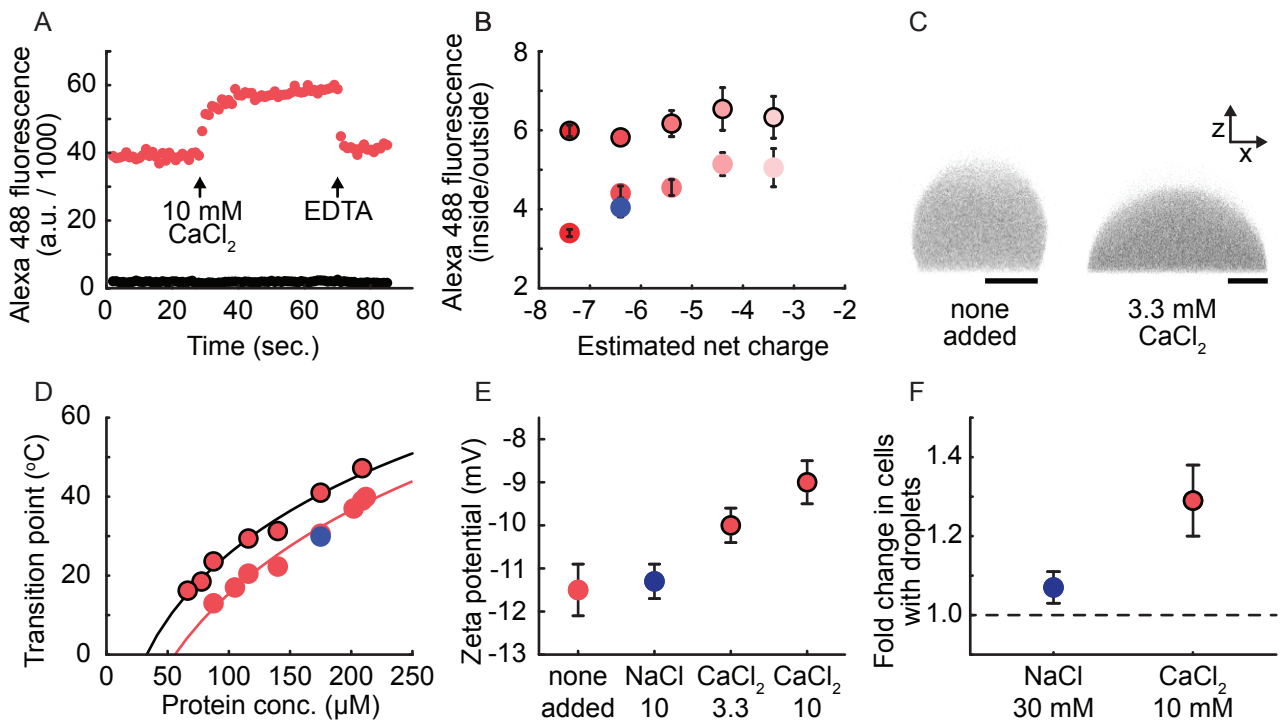 A
Alexa 488 fluorescence
(a.u. / 1000)
60
40
20
0
10 mM
CaCl₂
EDTA
0 20 40 60 80
Time (sec.)
B
Alexa 488 fluorescence
(inside/outside)
8
6
4
2
-8 -7 -6 -5 -4 -3 -2
Estimated net charge
C
z
x
none
added
3.3 mM
CaCl₂
D
Transition point (°C)
60
40
20
0
0 50 100 150 200 250
Protein conc. (µM)
E
Zeta potential (mV)
-8
-9
-10
-11
-12
-13
none
added
NaCl
10
CaCl₂
3.3
CaCl₂
10
F
Fold change in cells
with droplets
1.4
1.2
1.0
NaCl
30 mM
CaCl₂
10 mM